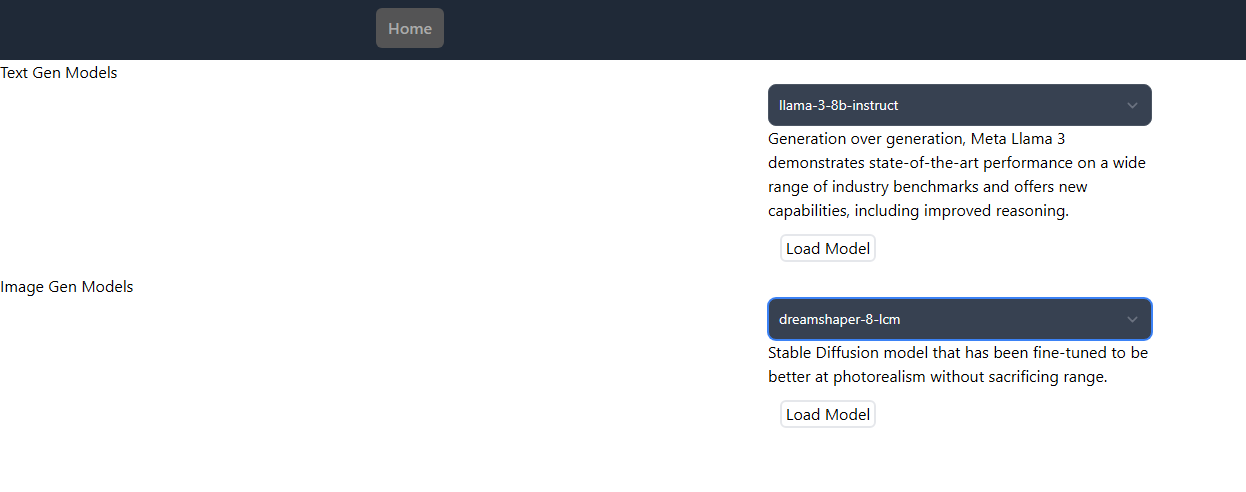 Home
Text Gen Models
llama-3-8b-instruct
Generation over generation, Meta Llama 3
demonstrates state-of-the-art performance on a wide
range of industry benchmarks and offers new
capabilities, including improved reasoning.
Load Model
Image Gen Models
dreamshaper-8-lcm
Stable Diffusion model that has been fine-tuned to be
better at photorealism without sacrificing range.
Load Model